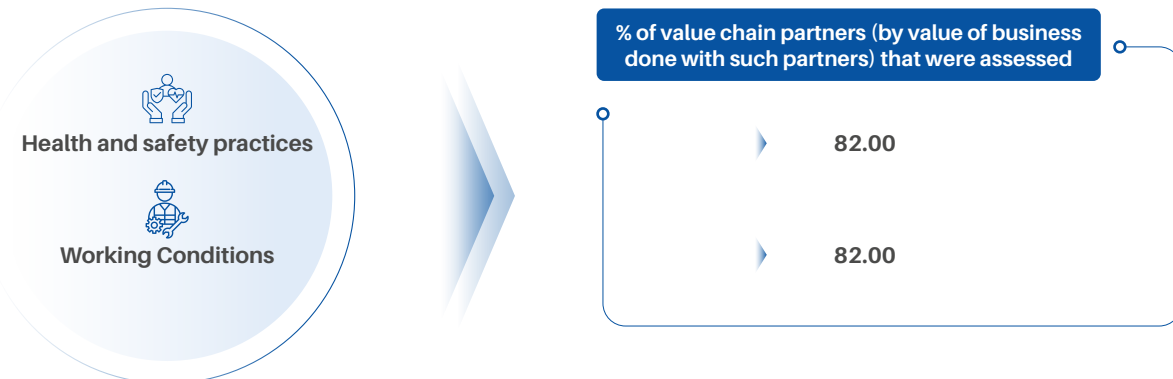 % of value chain partners (by value of business
done with such partners) that were assessed
Health and safety practices
82.00
Working Conditions
82.00